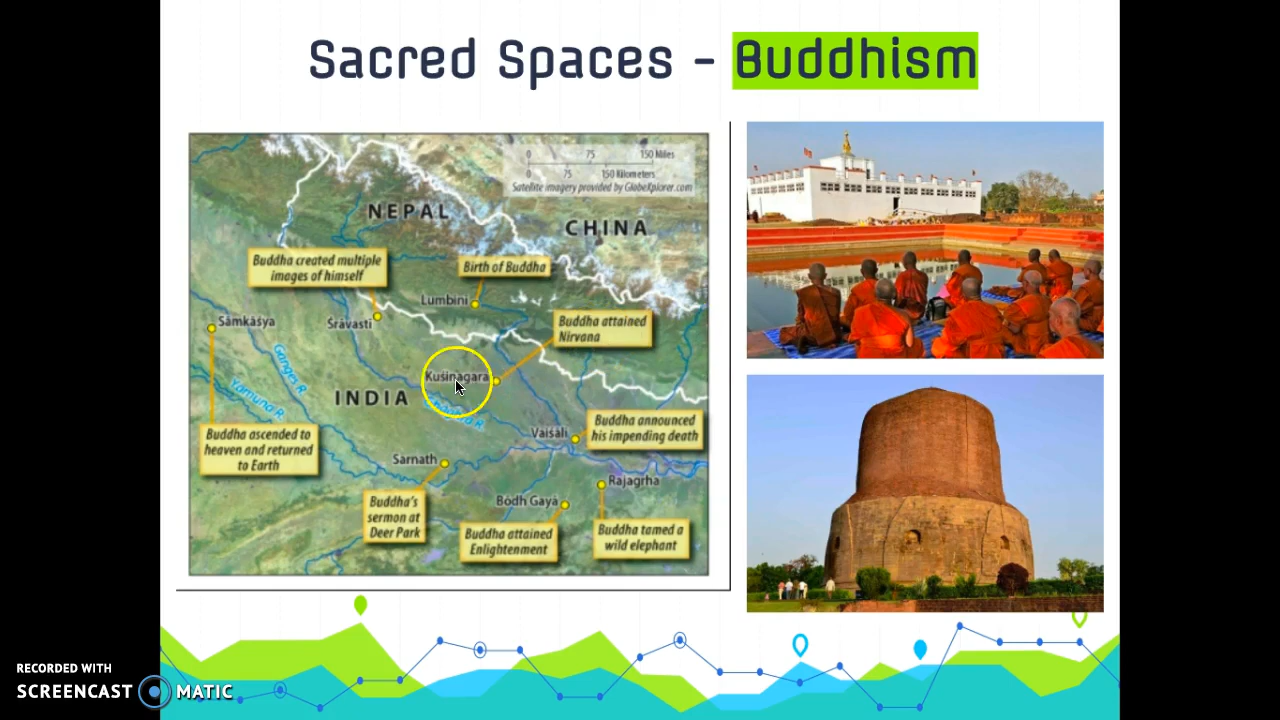 Sacred Spaces - Buddhism
0 75 150 Miles
0 75 150 Kilometers
Satellite imagery provided by GlobeXplorer.com
NEPAL
CHINA
Buddha created multiple
images of himself
Birth of Buddha
Lumbini
Sāmkāśya
Śrāvasti
Buddha attained
Nirvana
Ganges R.
Yamuna R.
Kuśinagara
INDIA
Buddha announced
his impending death
Vaiśāli
Buddha ascended to
heaven and returned
to Earth
Sarnath
Rajagrha
Bodh Gaya
Buddha's
sermon at
Deer Park
Buddha attained
Enlightenment
Buddha tamed a
wild elephant
RECORDED WITH
SCREENCAST MATIC